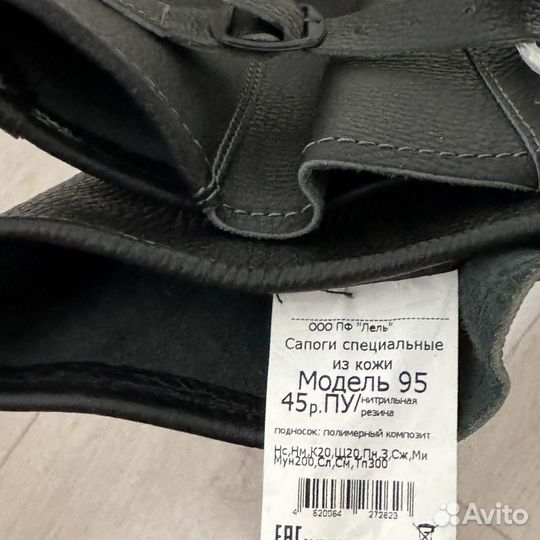 ООО ПФ "Лель"
Сапоги специальные
из кожи
Модель 95
45р.ПУ/нитрильная
резина
подносок: полимерный композит
Нс,Нм,К20,Щ20,Пн,З,Сж,Ми
Мун200,Сл,См,Тп300
4 620064 272623
EAC
Avito